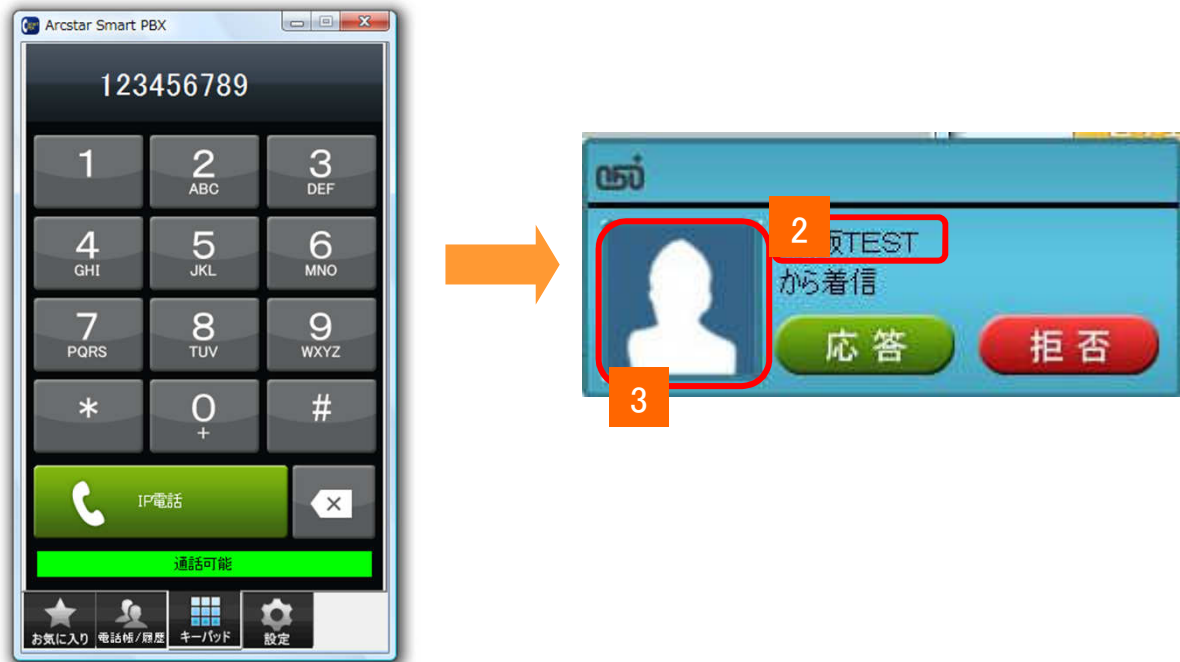 Arcstar Smart PBX
123456789
1
2
ABC
3
DEF
4
GHI
5
JKL
6
MNO
7
PQRS
8
TUV
9
WXYZ
*
0
+
#
IP電話
通話可能
お気に入り
電話帳/履歴
キーパッド
設定
050+
2
TEST
から着信
応答
拒否
3